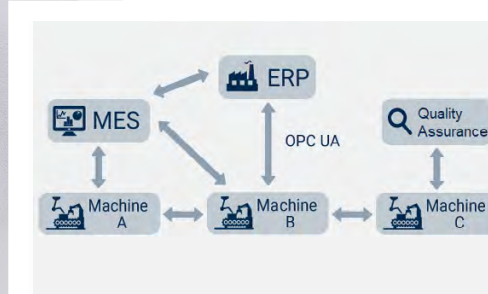 ERP
MES
Quality
Assurance
OPC UA
Machine
A
Machine
B
Machine
C